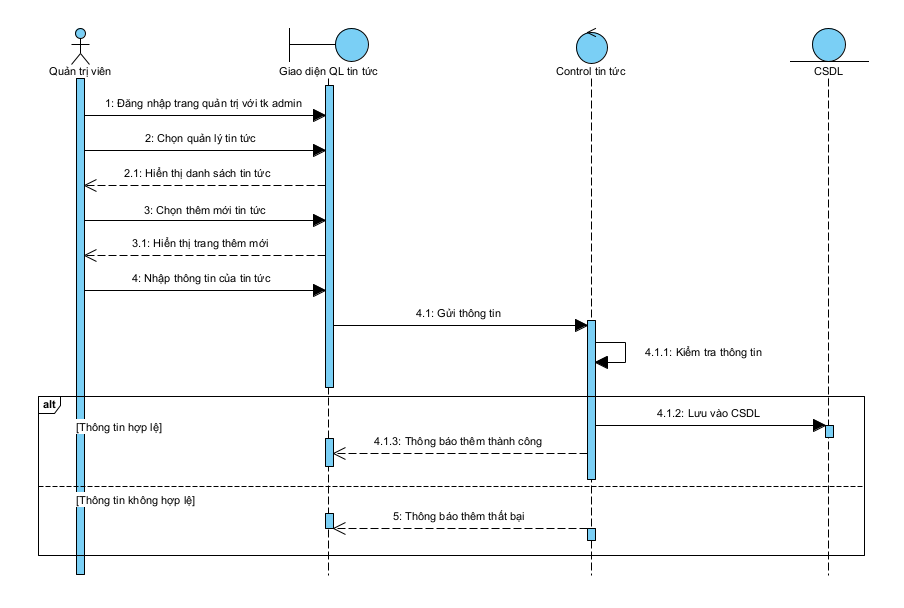 Quản trị viên
Giao diện QL tin tức
Control tin tức
CSDL
1: Đăng nhập trang quản trị với tk admin
2: Chọn quản lý tin tức
2.1: Hiển thị danh sách tin tức
3: Chọn thêm mới tin tức
3.1: Hiển thị trang thêm mới
4: Nhập thông tin của tin tức
4.1: Gửi thông tin
4.1.1: Kiểm tra thông tin
alt
[Thông tin hợp lệ]
4.1.2: Lưu vào CSDL
4.1.3: Thông báo thêm thành công
[Thông tin không hợp lệ]
5: Thông báo thêm thất bại